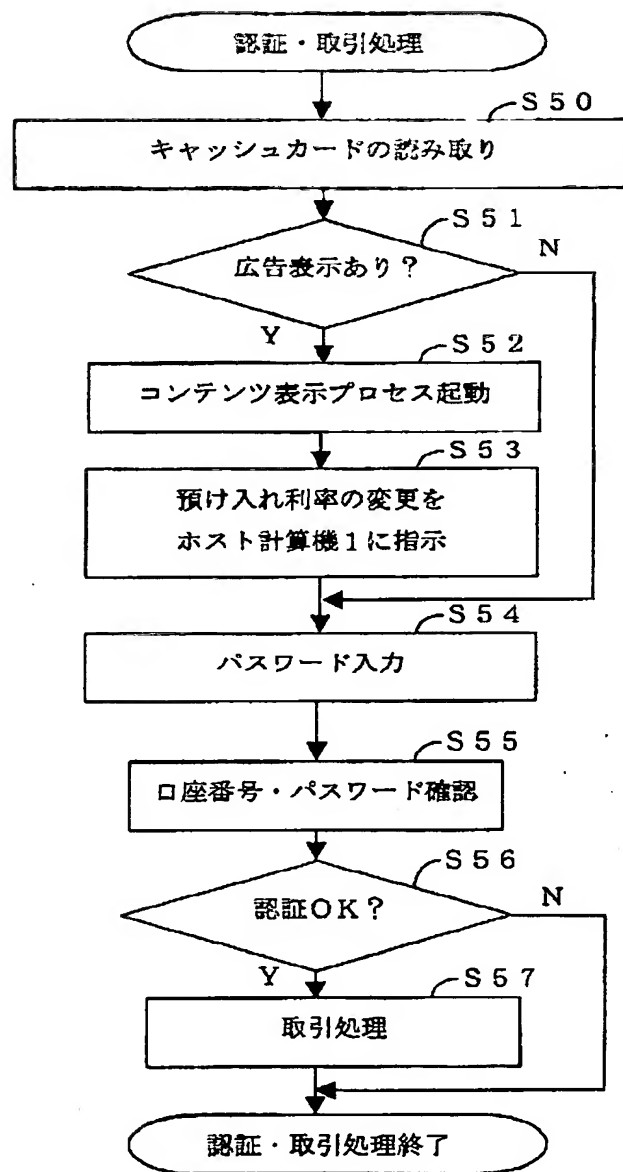 認証・取引処理
S50
キャッシュカードの読み取り
S51
広告表示あり?
N
Y
S52
コンテンツ表示プロセス起動
S53
預け入れ利率の変更を
ホスト計算機1に指示
S54
パスワード入力
S55
口座番号・パスワード確認
S56
認証OK?
N
Y
S57
取引処理
認証・取引処理終了